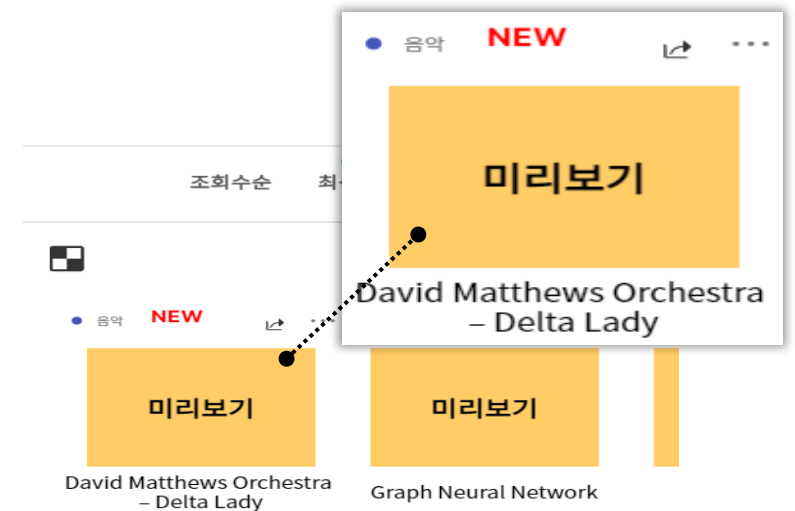 음악 NEW
미리보기
David Matthews Orchestra
– Delta Lady
조회수순
음악 NEW
미리보기
David Matthews Orchestra
– Delta Lady
미리보기
Graph Neural Network